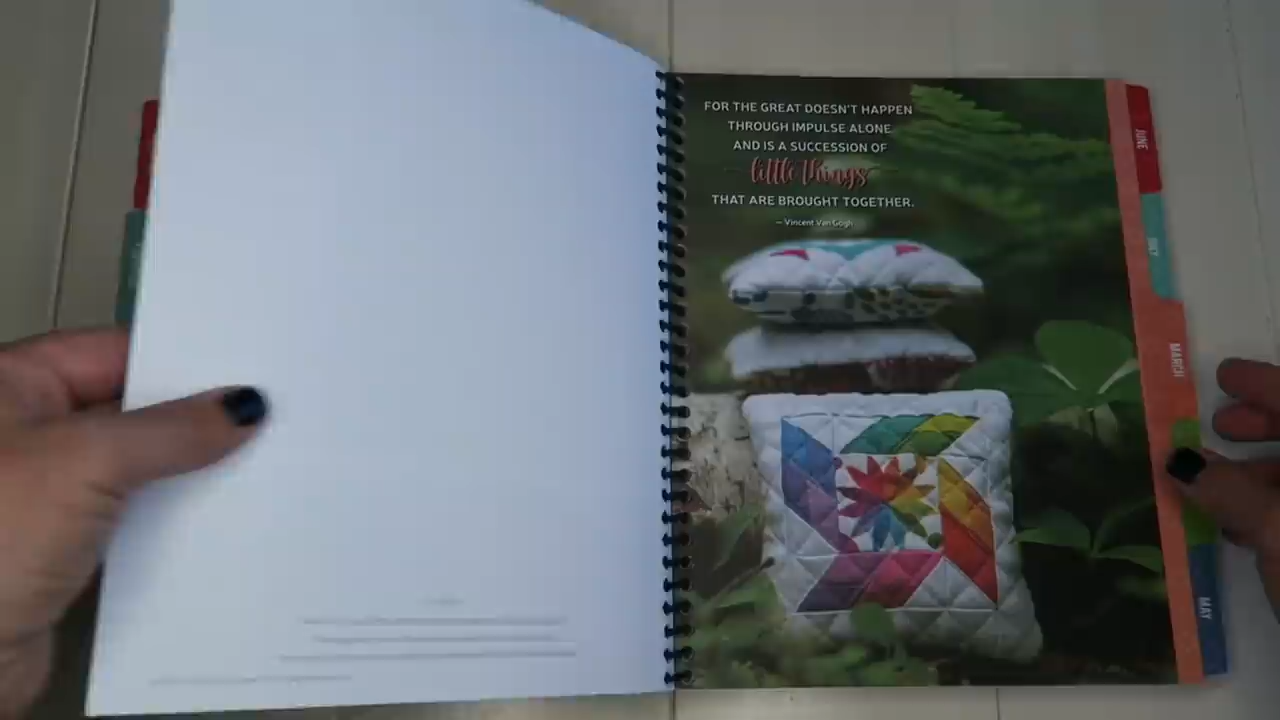 FOR THE GREAT DOESN'T HAPPEN
THROUGH IMPULSE ALONE
AND IS A SUCCESSION OF
little things
THAT ARE BROUGHT TOGETHER.
– Vincent Van Gogh
JUNE
JULY
MARCH
MAY